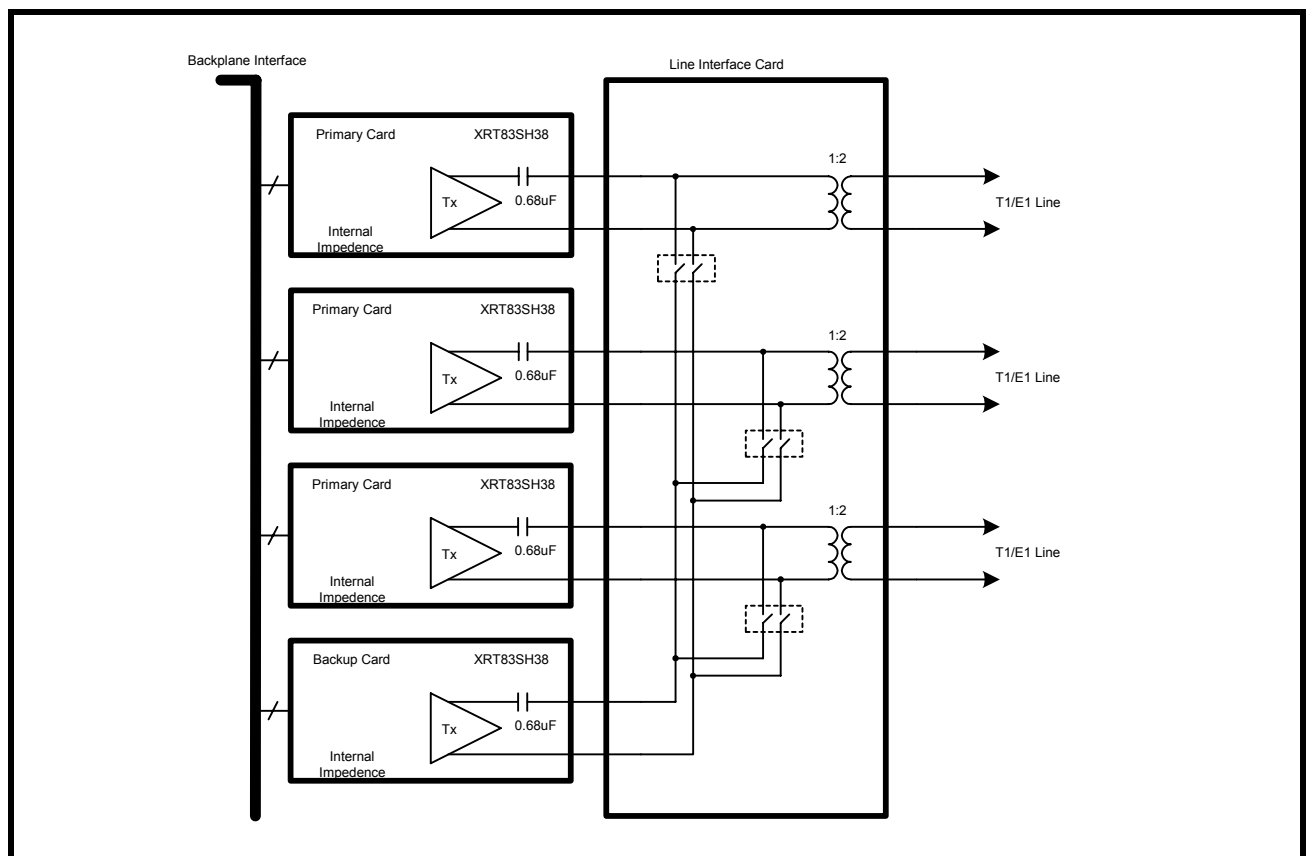 Backplane Interface
Line Interface Card
Primary Card XRT83SH38
Tx
0.68uF
Internal
Impedence
1:2
T1/E1 Line
Primary Card XRT83SH38
Tx
0.68uF
Internal
Impedence
1:2
T1/E1 Line
Primary Card XRT83SH38
Tx
0.68uF
Internal
Impedence
1:2
T1/E1 Line
Backup Card XRT83SH38
Tx
0.68uF
Internal
Impedence